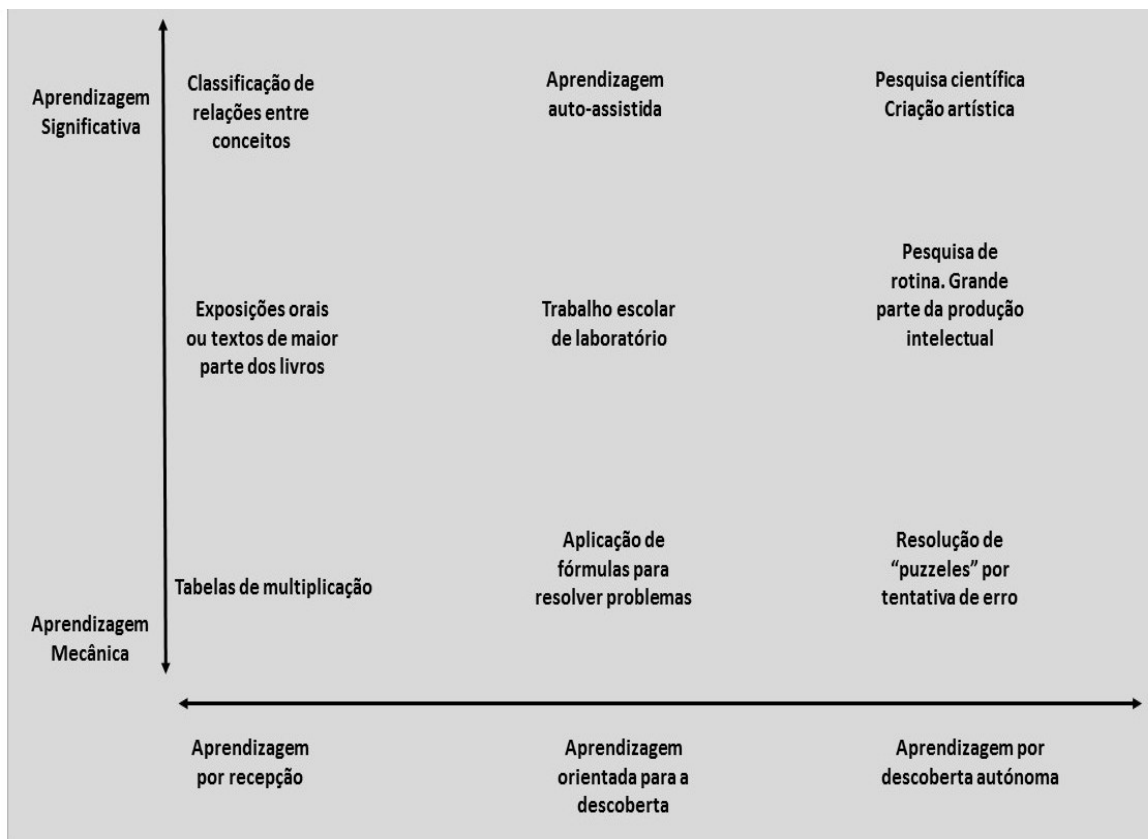 Aprendizagem
Significativa
Classificação de
relações entre
conceitos
Aprendizagem
auto-assistida
Pesquisa científica
Criação artística
Exposições orais
ou textos de maior
parte dos livros
Trabalho escolar
de laboratório
Pesquisa de
rotina. Grande
parte da produção
intelectual
Tabelas de multiplicação
Aplicação de
fórmulas para
resolver problemas
Resolução de
“puzzeles” por
tentativa de erro
Aprendizagem
Mecânica
Aprendizagem
por recepção
Aprendizagem
orientada para a
descoberta
Aprendizagem por
descoberta autónoma